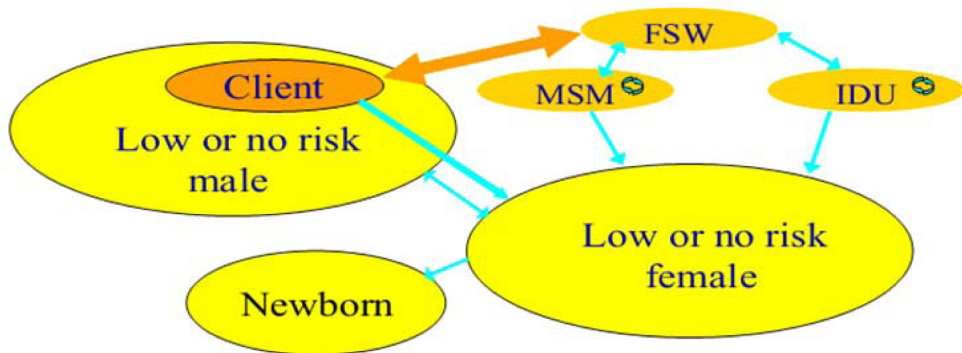 FSW
Client
MSM
IDU
Low or no risk
male
Low or no risk
female
Newborn